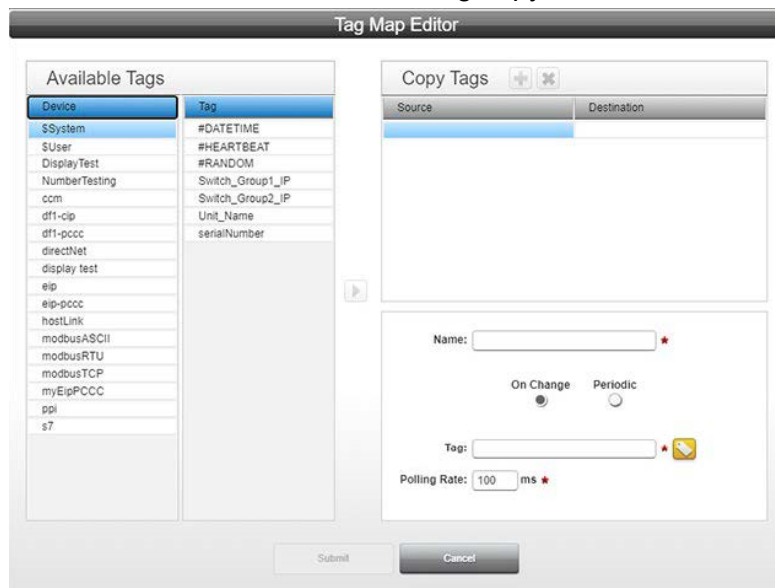 Tag Map Editor
Available Tags
Device Tag
$System #DATETIME
$User #HEARTBEAT
DisplayTest #RANDOM
NumberTesting Switch_Group1_IP
ccm Switch_Group2_IP
df1-cip Unit_Name
df1-pccc serialNumber
directNet
display test
eip
eip-pccc
hostLink
modbusASCII
modbusRTU
modbusTCP
myEipPCCC
ppi
s7
Copy Tags
Source Destination
Name: *
On Change Periodic
Tag: *
Polling Rate: 100 ms *
Submit Cancel